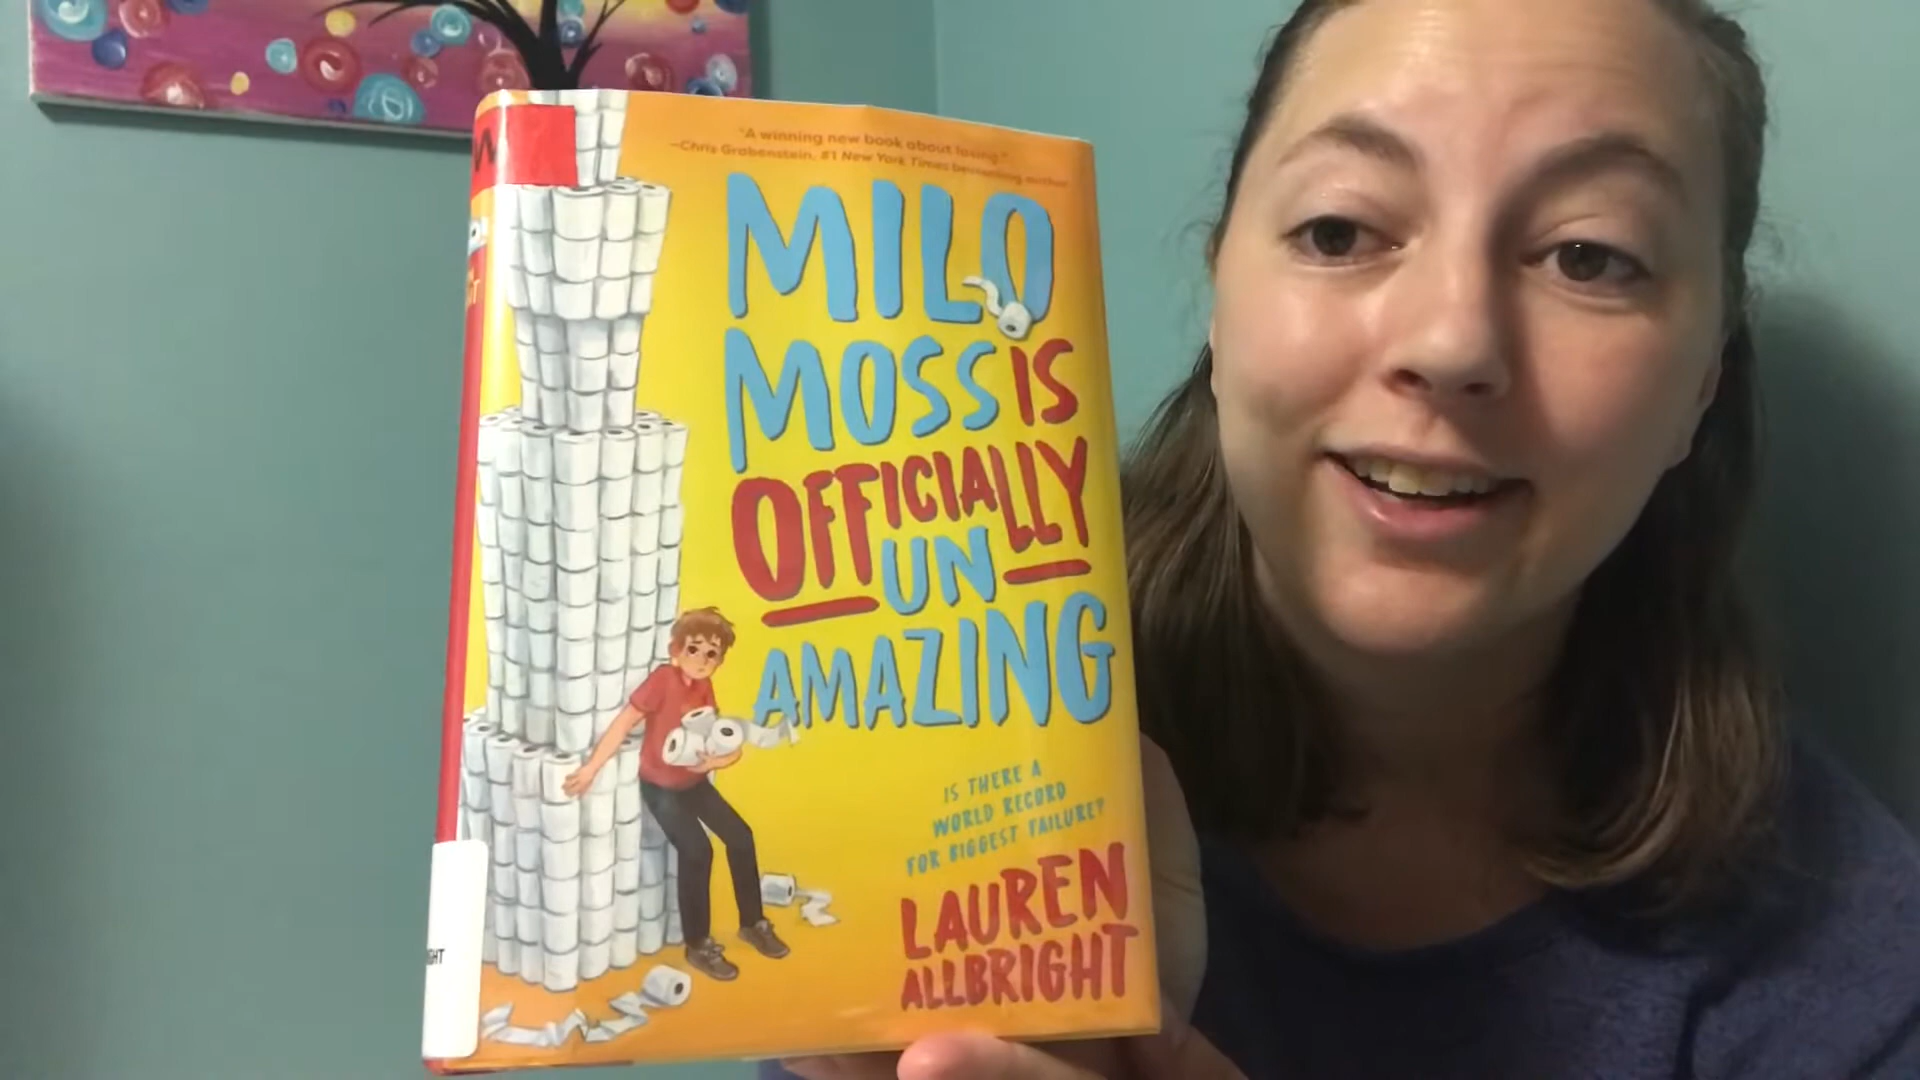 "A winning new book about losing."
—Chris Grabenstein, #1 New York Times bestselling author
MILO
MOSS IS
OFFICIALLY
UN
AMAZING
IS THERE A
WORLD RECORD
FOR BIGGEST FAILURE?
LAUREN
ALLBRIGHT